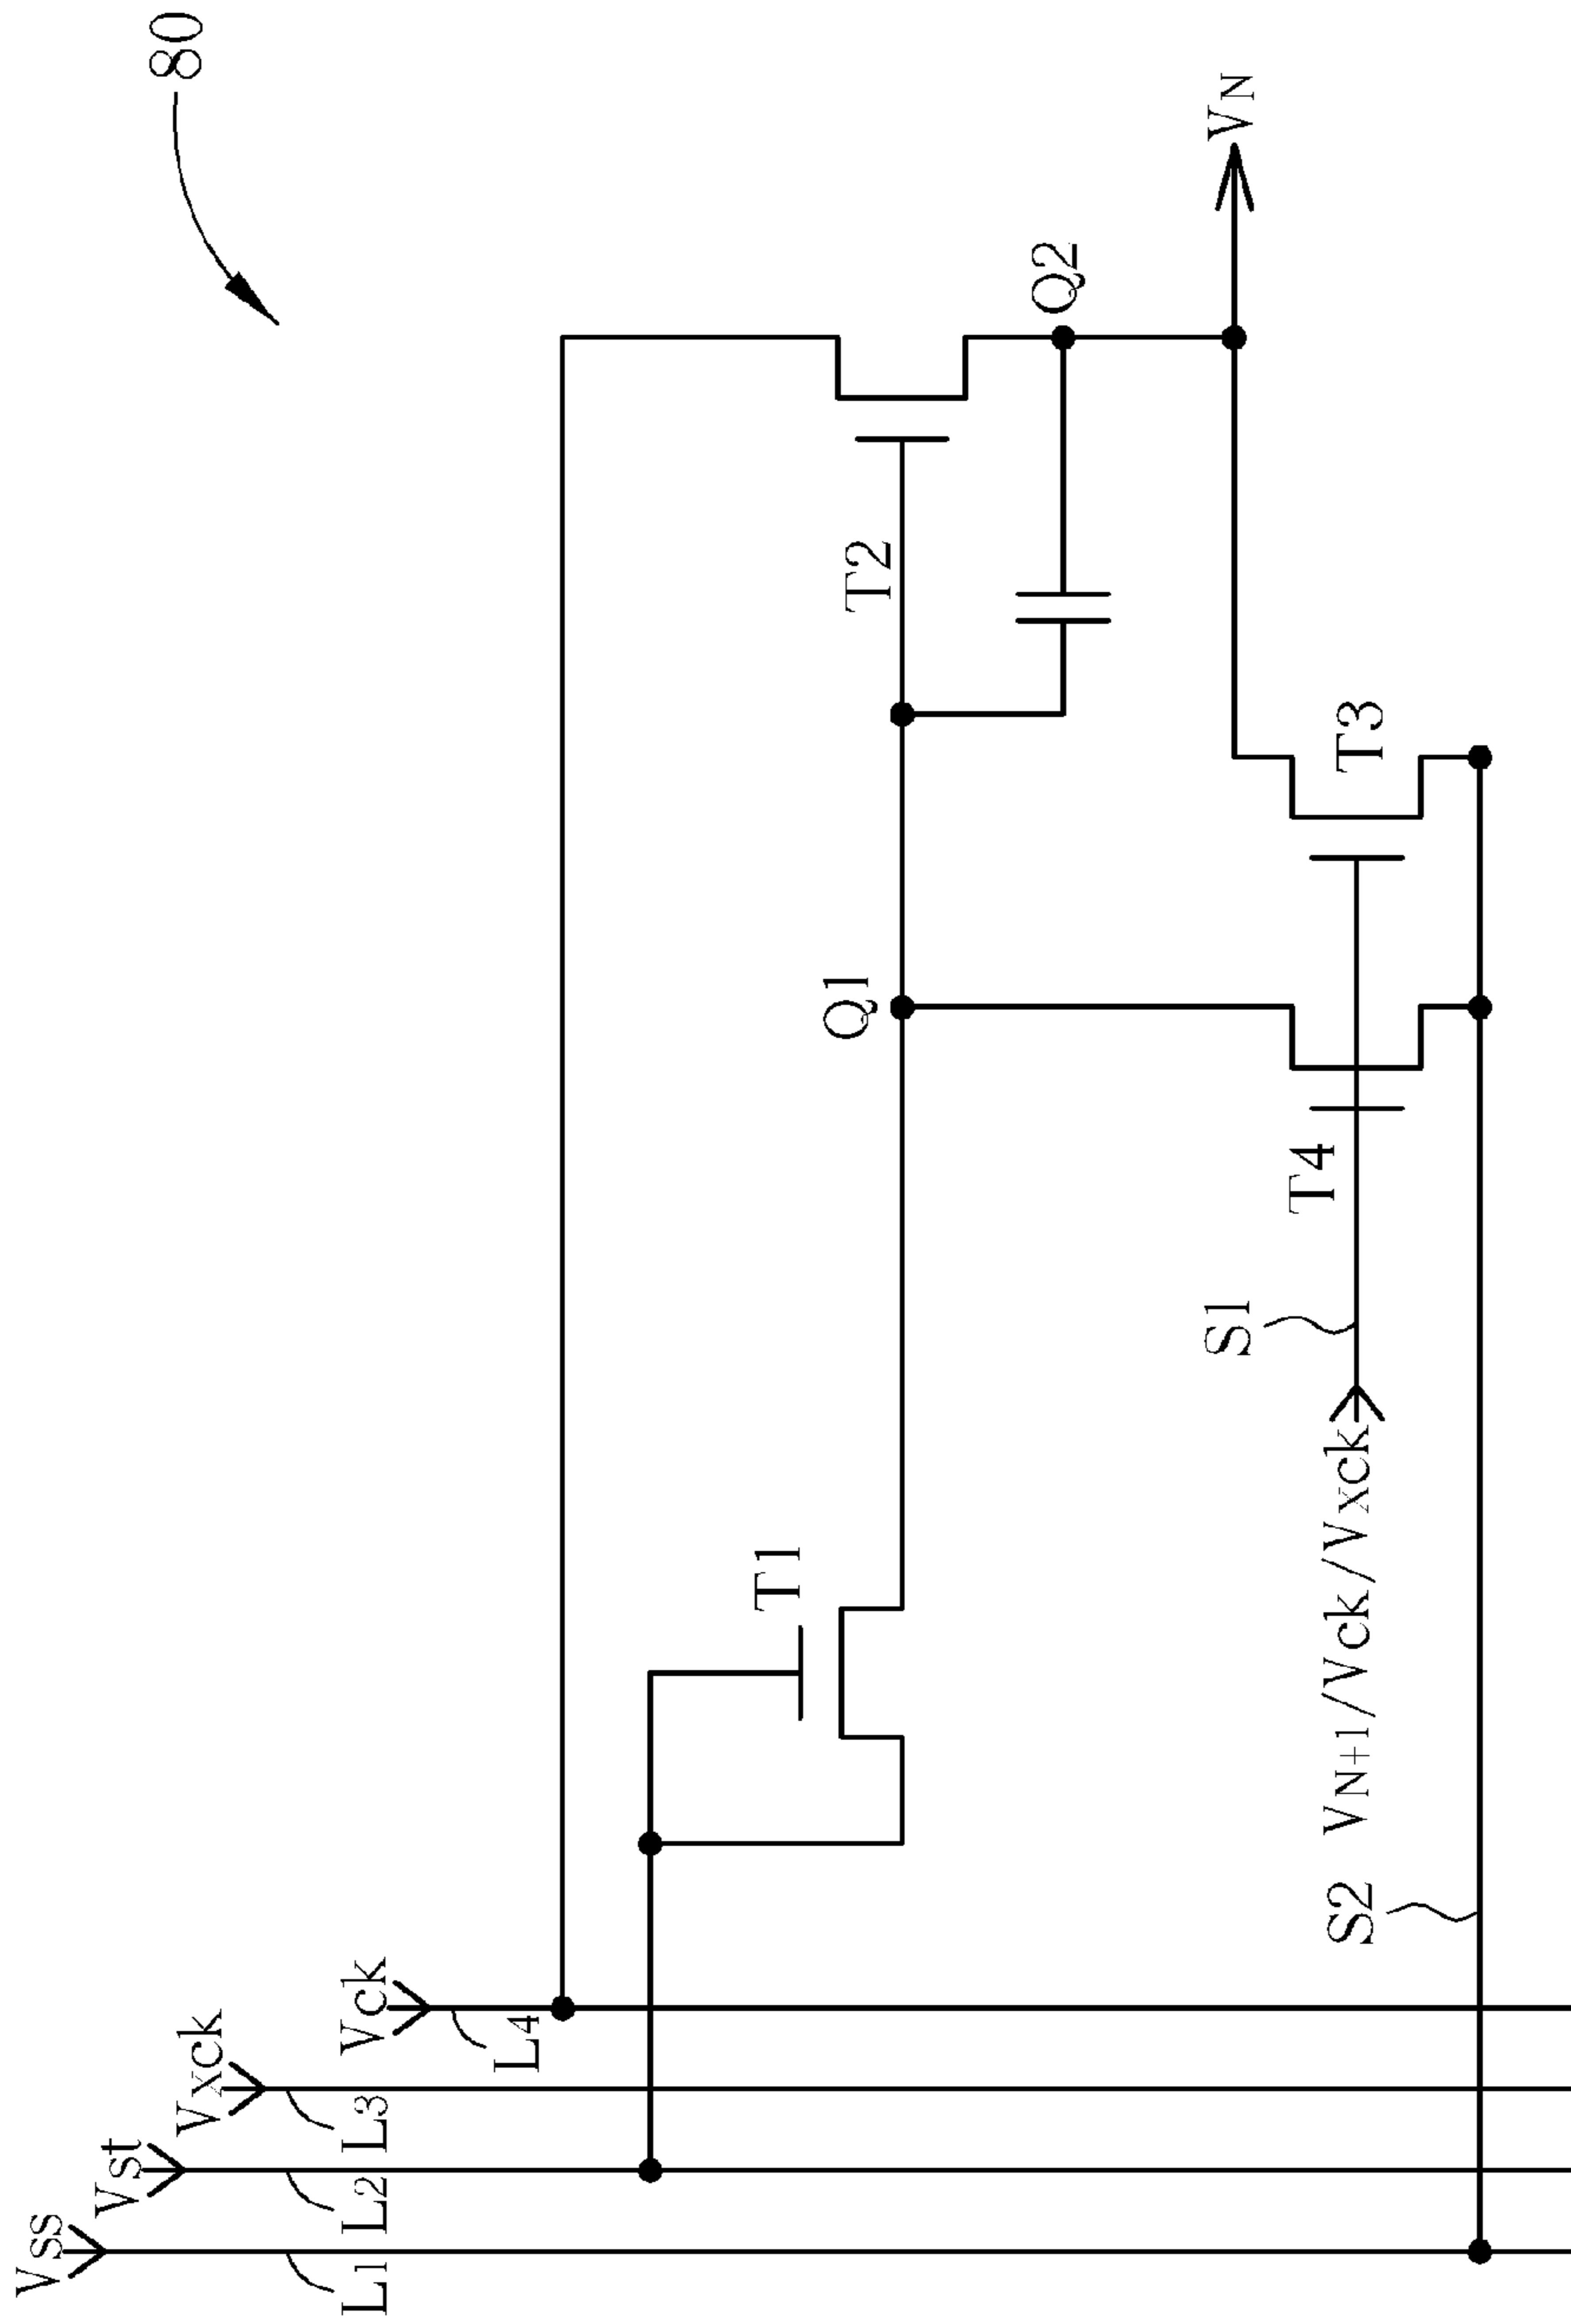 80
Vss
Vst
Vxck
Vck
L1
L2
L3
L4
T1
Q1
T2
Q2
VN
S1
T4
T3
VN+1/Vck/Vxck
S2